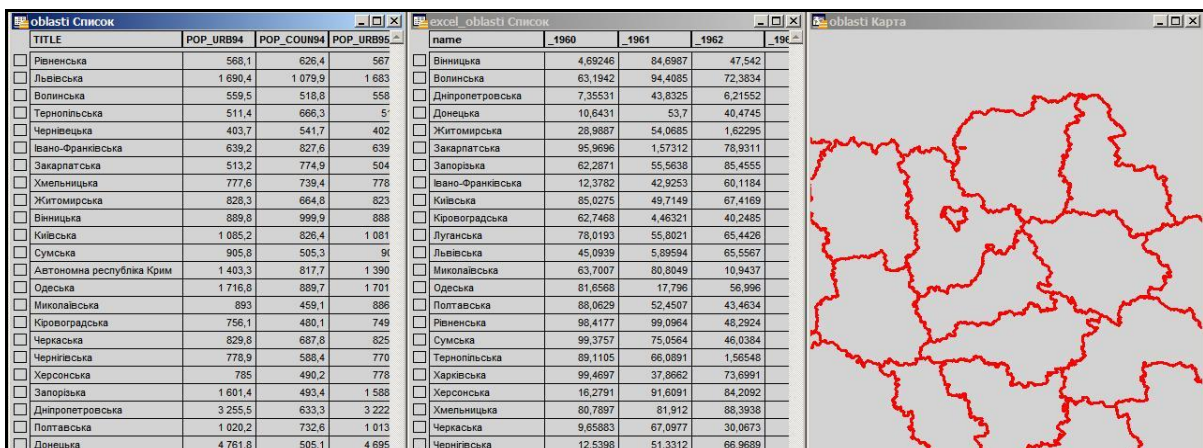 oblasti Список
TITLE POP_URB94 POP_COUN94 POP_URB95
Рівненська 568,1 626,4 567
Львівська 1 690,4 1 079,9 1 683
Волинська 559,5 518,8 558
Тернопільська 511,4 666,3 51
Чернівецька 403,7 541,7 402
Івано-Франківська 639,2 827,6 639
Закарпатська 513,2 774,9 504
Хмельницька 777,6 739,4 778
Житомирська 828,3 664,8 823
Вінницька 889,8 999,9 888
Київська 1 085,2 826,4 1 081
Сумська 905,8 505,3 90
Автономна республіка Крим 1 403,3 817,7 1 390
Одеська 1 716,8 889,7 1 701
Миколаївська 893 459,1 886
Кіровоградська 756,1 480,1 749
Черкаська 829,8 687,8 825
Чернігівська 778,9 588,4 770
Херсонська 785 490,2 778
Запорізька 1 601,4 493,4 1 588
Дніпропетровська 3 255,5 633,3 3 222
Полтавська 1 020,2 732,6 1 013
Донецька 4 761,8 505,1 4 695
excel_oblasti Список
name _1960 _1961 _1962 _196
Вінницька 4,69246 84,6987 47,542
Волинська 63,1942 94,4085 72,3834
Дніпропетровська 7,35531 43,8325 6,21552
Донецька 10,6431 53,7 40,4745
Житомирська 28,9887 54,0685 1,62295
Закарпатська 95,9696 1,57312 78,9311
Запорізька 62,2871 55,5638 85,4555
Івано-Франківська 12,3782 42,9253 60,1184
Київська 85,0275 49,7149 67,4169
Кіровоградська 62,7468 4,46321 40,2485
Луганська 78,0193 55,8021 65,4426
Львівська 45,0939 5,89594 65,5567
Миколаївська 63,7007 80,8049 10,9437
Одеська 81,6568 17,796 56,996
Полтавська 88,0629 52,4507 43,4634
Рівненська 98,4177 99,0964 48,2924
Сумська 99,3757 75,0564 46,0384
Тернопільська 89,1105 66,0891 1,56548
Харківська 99,4697 37,8662 73,6991
Херсонська 16,2791 91,6091 84,2092
Хмельницька 80,7897 81,912 88,3938
Черкаська 9,65883 67,0977 30,0673
Чернігівська 12,5398 51,3312 66,9689
oblasti Карта